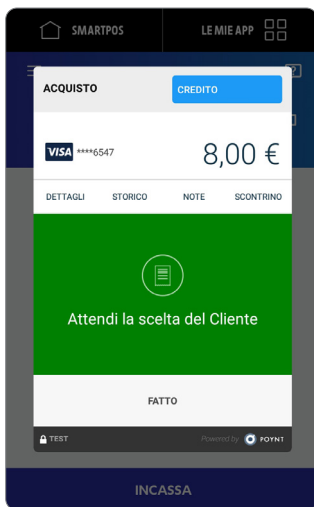 SMARTPOS LE MIE APP
ACQUISTO CREDITO
VISA ****6547 8,00 €
DETTAGLI STORICO NOTE SCONTRINO
Attendi la scelta del Cliente
FATTO
TEST Powered by POYNT
INCASSA